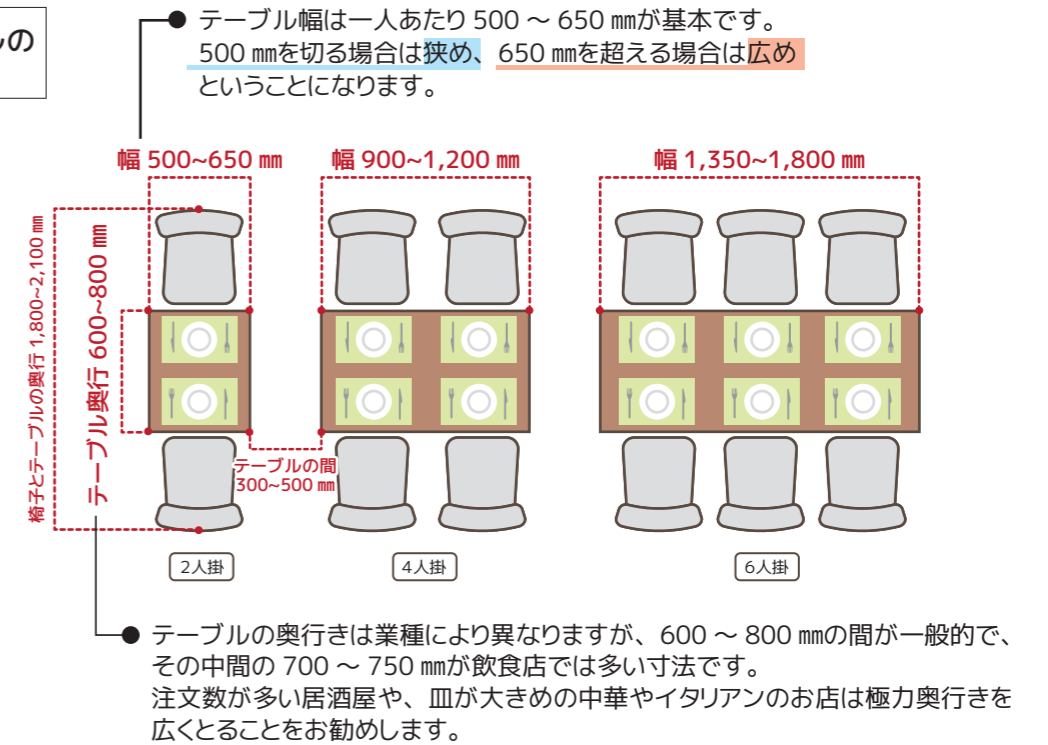 の
テーブル幅は一人あたり 500 ～ 650 ㎜が基本です。
500 ㎜を切る場合は狭め、650 ㎜を超える場合は広め
ということになります。
幅 500~650 ㎜
幅 900~1,200 ㎜
幅 1,350~1,800 ㎜
椅子とテーブルの奥行 1,800~2,100 ㎜
テーブル奥行 600~800 ㎜
テーブルの間
300~500 ㎜
2人掛
4人掛
6人掛
テーブルの奥行きは業種により異なりますが、600 ～ 800 ㎜の間が一般的で、
その中間の 700 ～ 750 ㎜が飲食店では多い寸法です。
注文数が多い居酒屋や、皿が大きめの中華やイタリアンのお店は極力奥行きを
広くとることをお勧めします。